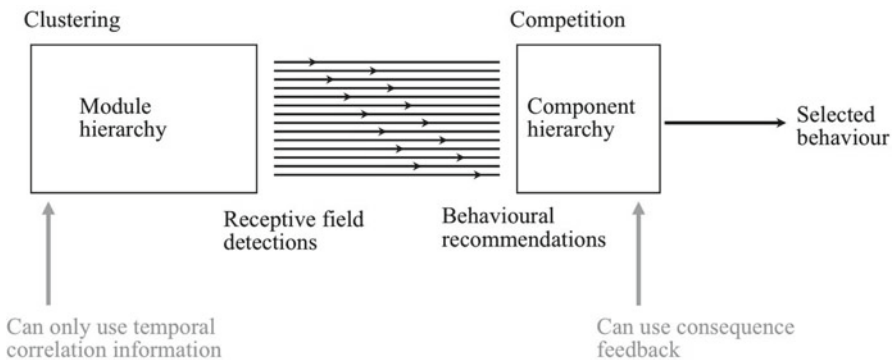 Clustering
Competition
Module
hierarchy
Component
hierarchy
Selected
behaviour
Receptive field
detections
Behavioural
recommendations
Can only use temporal
correlation information
Can use consequence
feedback